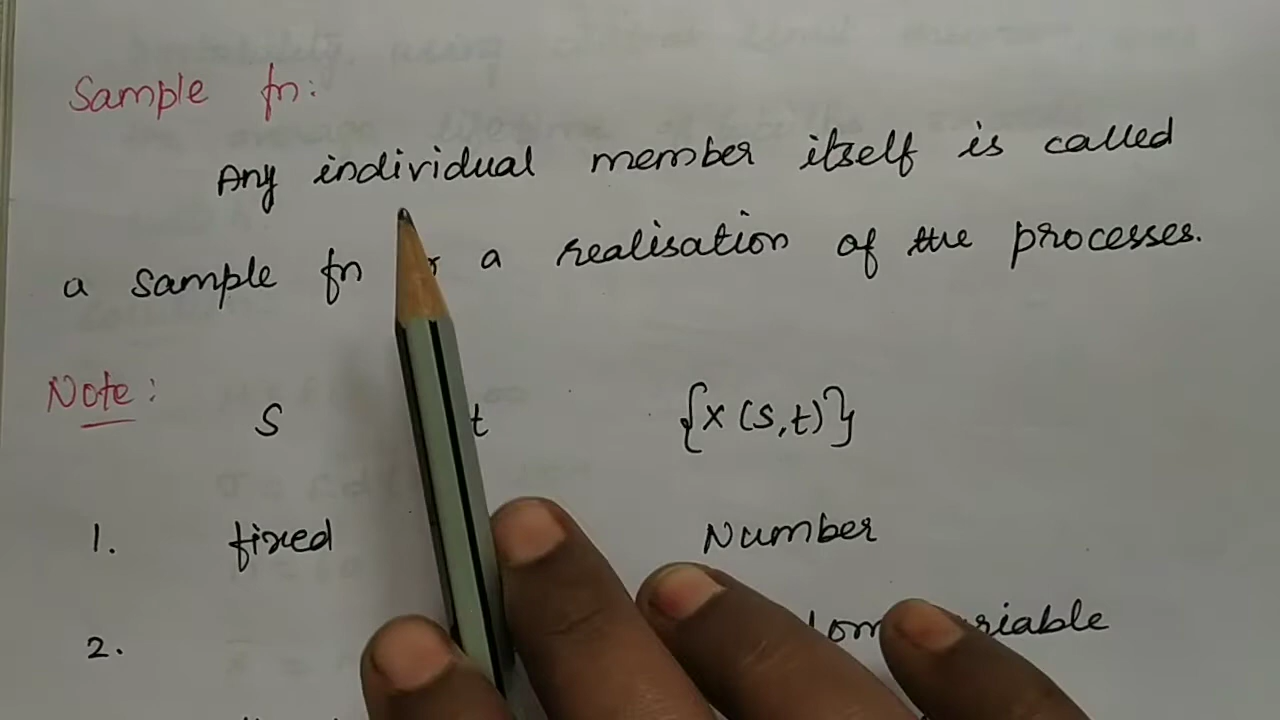 Sample fn:
Any individual member itself is called
a sample fn a realisation of the processes.
Note:
S t {X(s,t)}
1. fixed Number
2.